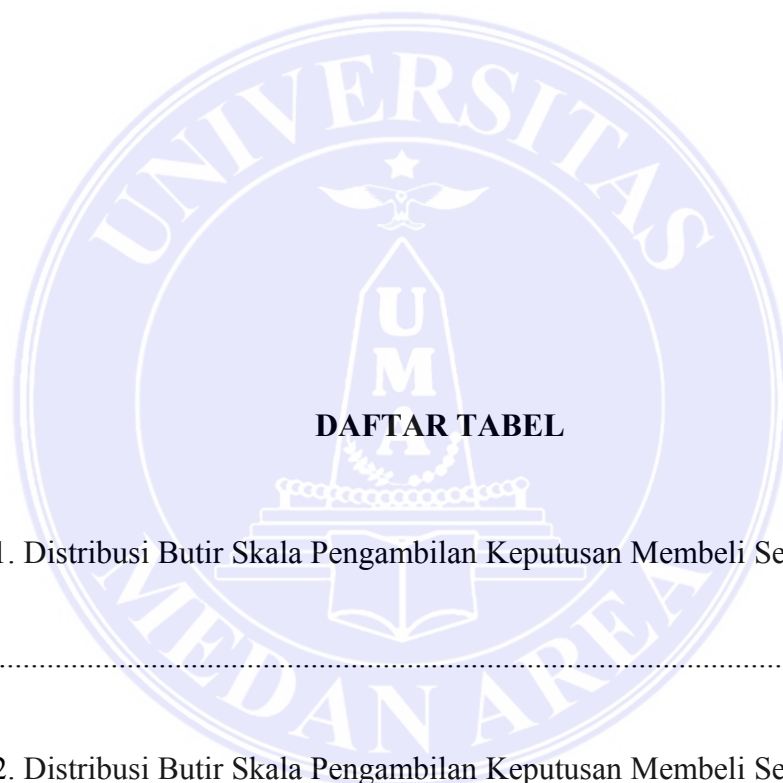 UNIVERSITAS
U
M
A
DAFTAR TABEL
1. Distribusi Butir Skala Pengambilan Keputusan Membeli Se
................................................................................................
MEDAN AREA
2. Distribusi Butir Skala Pengambilan Keputusan Membeli Se